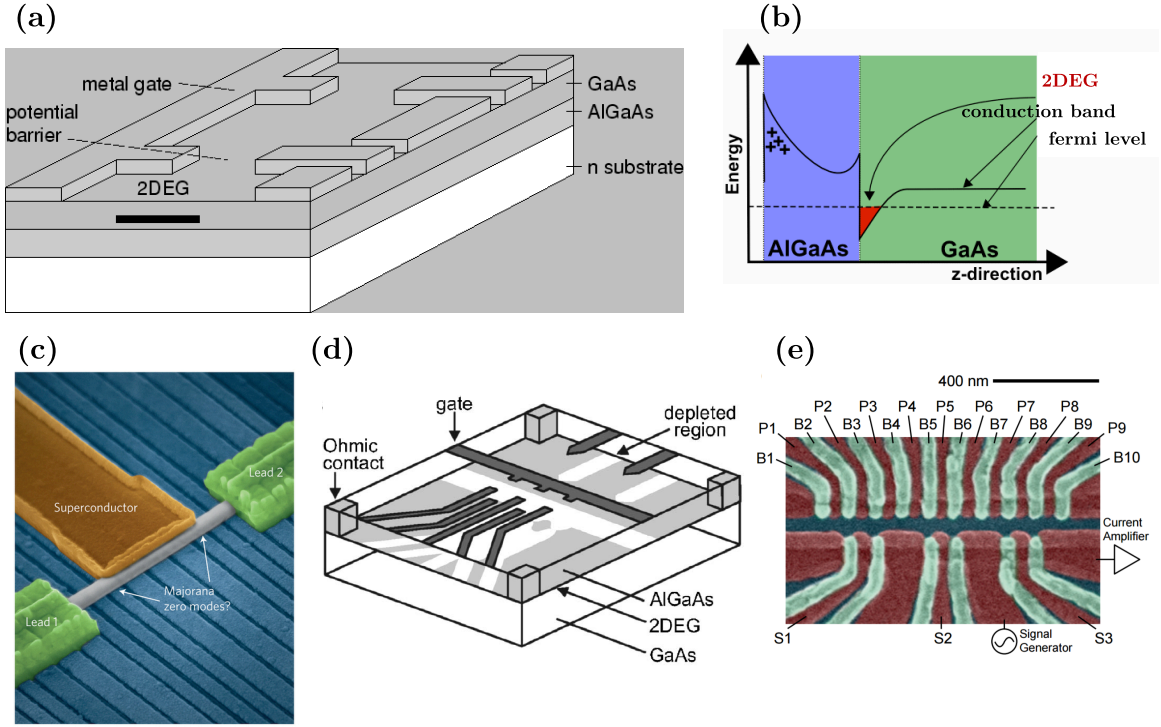 (a)
metal gate
potential
barrier
2DEG
GaAs
AlGaAs
n substrate
(b)
Energy
2DEG
conduction band
fermi level
AlGaAs
GaAs
z-direction
(c)
Superconductor
Lead 2
Majorana
zero modes?
Lead 1
(d)
gate
depleted
region
Ohmic
contact
AlGaAs
2DEG
GaAs
(e)
400 nm
P2 P3 P4 P5 P6 P7 P8
P1 B2 B3 B4 B5 B6 B7 B8 B9 P9
B1 B10
Current
Amplifier
S1 S2 S3
Signal
Generator